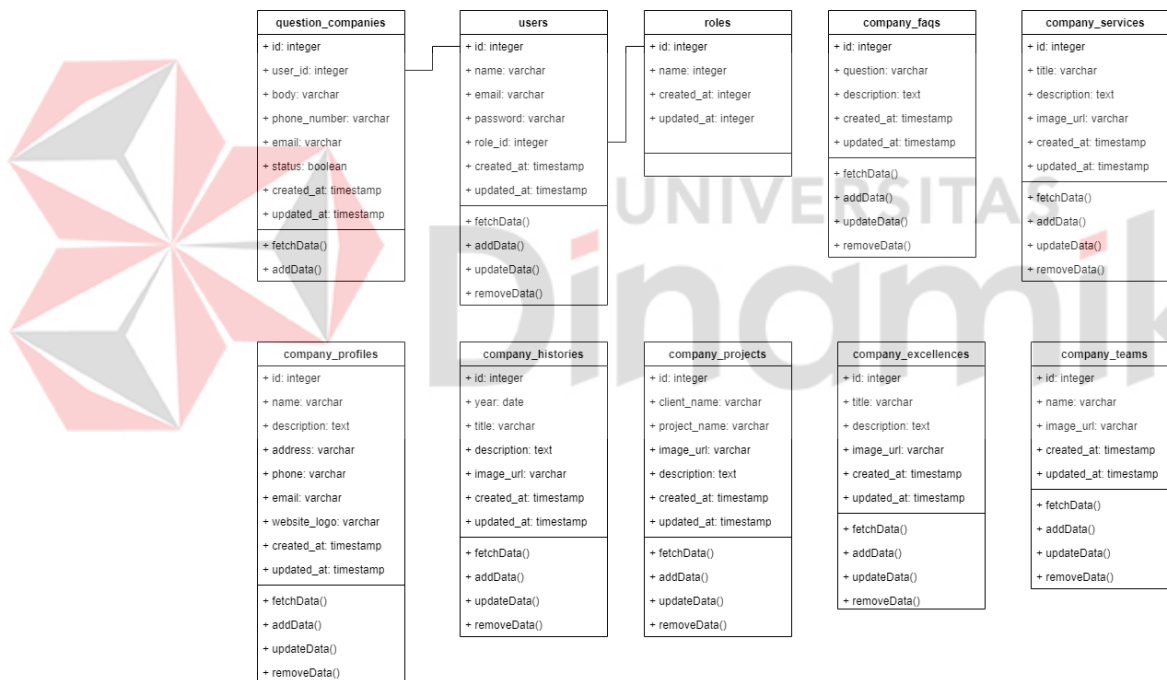 question_companies
+ id: integer
+ user_id: integer
+ body: varchar
+ phone_number: varchar
+ email: varchar
+ status: boolean
+ created_at: timestamp
+ updated_at: timestamp
+ fetchData()
+ addData()
users
+ id: integer
+ name: varchar
+ email: varchar
+ password: varchar
+ role_id: integer
+ created_at: timestamp
+ updated_at: timestamp
+ fetchData()
+ addData()
+ updateData()
+ removeData()
roles
+ id: integer
+ name: integer
+ created_at: integer
+ updated_at: integer
company_faqs
+ id: integer
+ question: varchar
+ description: text
+ created_at: timestamp
+ updated_at: timestamp
+ fetchData()
+ addData()
+ updateData()
+ removeData()
company_services
+ id: integer
+ title: varchar
+ description: text
+ image_url: varchar
+ created_at: timestamp
+ updated_at: timestamp
+ fetchData()
+ addData()
+ updateData()
+ removeData()
UNIVERSITAS
Dinamik
company_profiles
+ id: integer
+ name: varchar
+ description: text
+ address: varchar
+ phone: varchar
+ email: varchar
+ website_logo: varchar
+ created_at: timestamp
+ updated_at: timestamp
+ fetchData()
+ addData()
+ updateData()
+ removeData()
company_histories
+ id: integer
+ year: date
+ title: varchar
+ description: text
+ image_url: varchar
+ created_at: timestamp
+ updated_at: timestamp
+ fetchData()
+ addData()
+ updateData()
+ removeData()
company_projects
+ id: integer
+ client_name: varchar
+ project_name: varchar
+ image_url: varchar
+ description: text
+ created_at: timestamp
+ updated_at: timestamp
+ fetchData()
+ addData()
+ updateData()
+ removeData()
company_excellences
+ id: integer
+ title: varchar
+ description: text
+ image_url: varchar
+ created_at: timestamp
+ updated_at: timestamp
+ fetchData()
+ addData()
+ updateData()
+ removeData()
company_teams
+ id: integer
+ name: varchar
+ image_url: varchar
+ created_at: timestamp
+ updated_at: timestamp
+ fetchData()
+ addData()
+ updateData()
+ removeData()